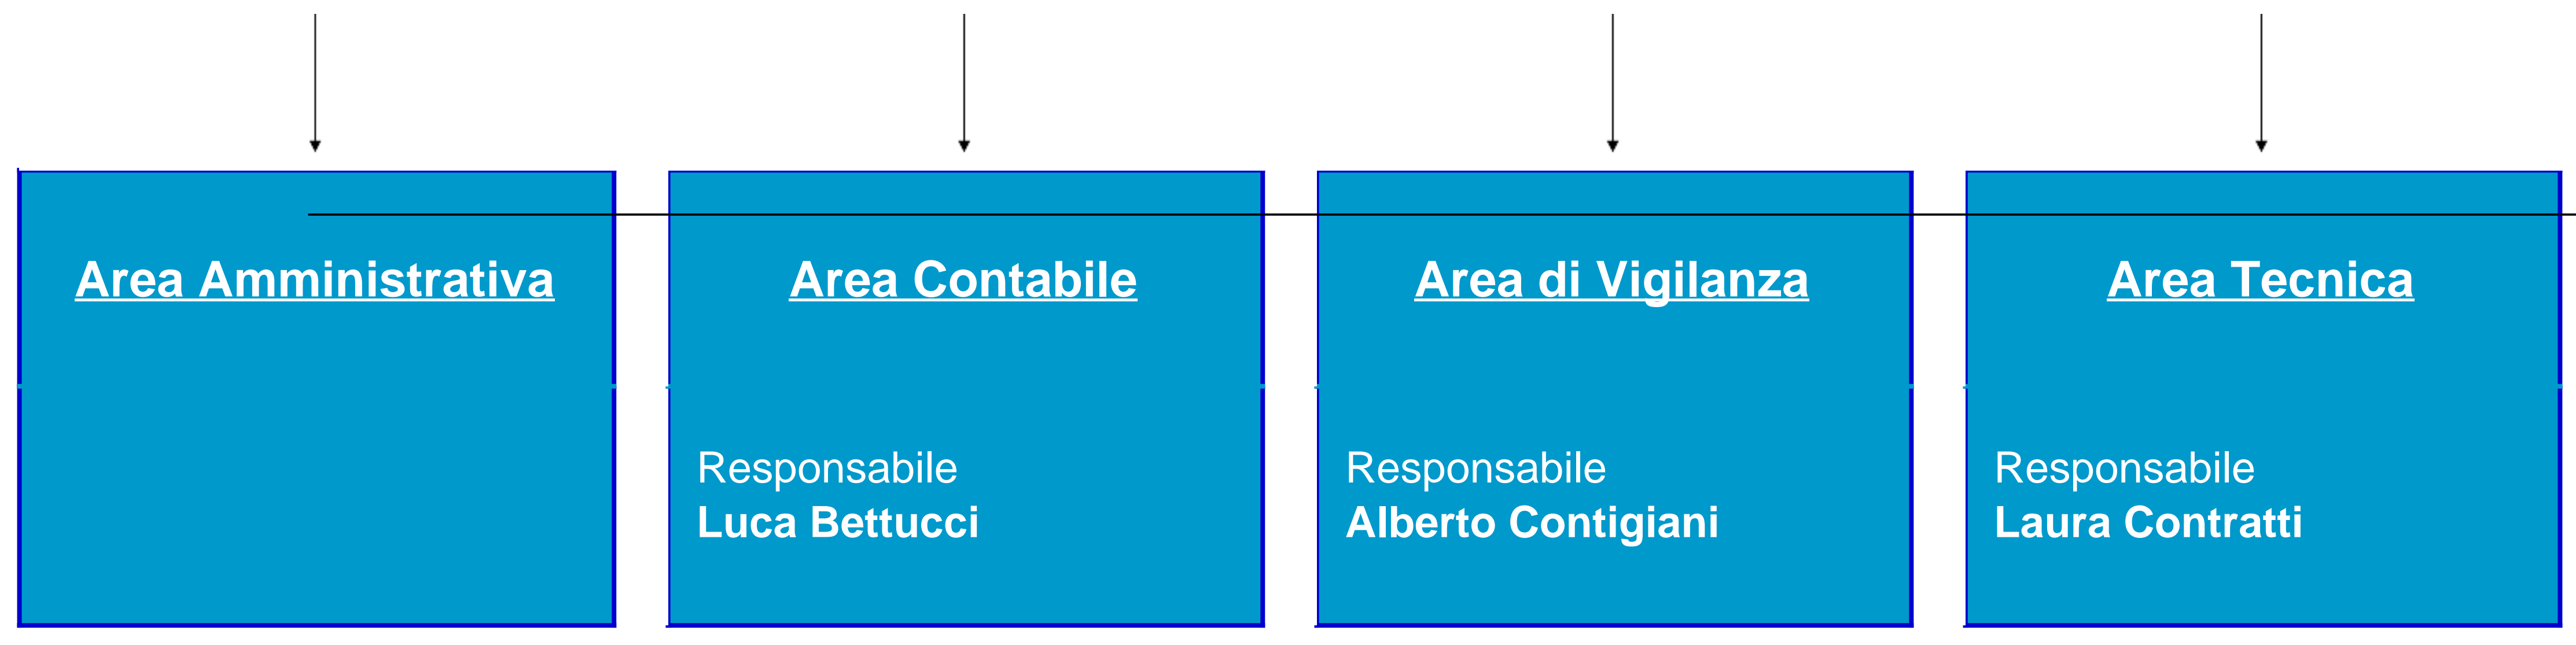 Area Amministrativa
Area Contabile
Responsabile
Luca Bettucci
Area di Vigilanza
Responsabile
Alberto Contigiani
Area Tecnica
Responsabile
Laura Contratti